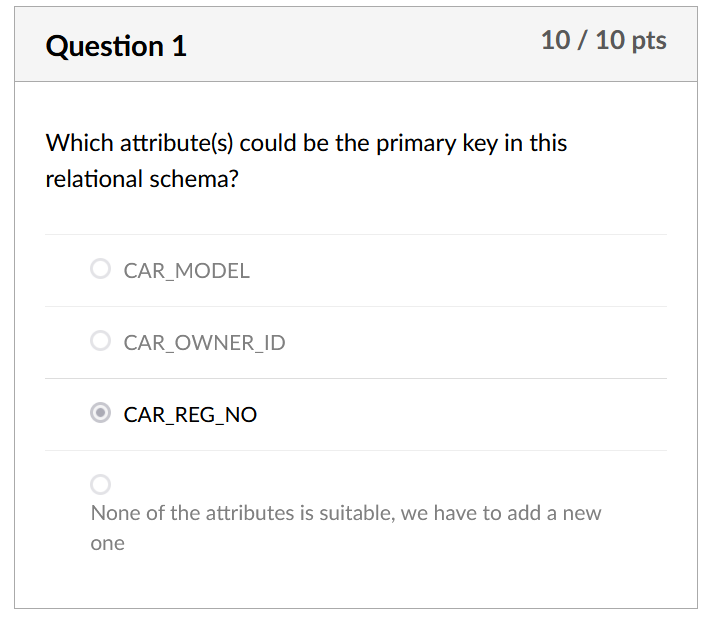 Question 1
10 / 10 pts
Which attribute(s) could be the primary key in this
relational schema?
CAR_MODEL
CAR_OWNER_ID
CAR_REG_NO
None of the attributes is suitable, we have to add a new
one